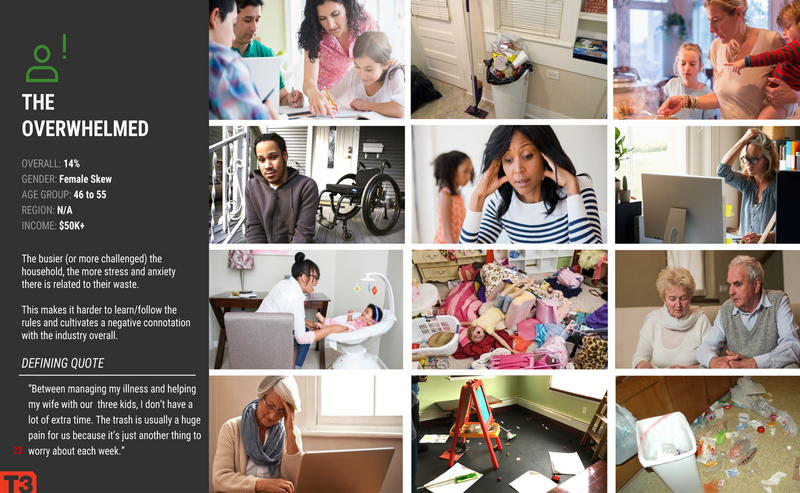 THE
OVERWHELMED
OVERALL: 14%
GENDER: Female Skew
AGE GROUP: 46 to 55
REGION: N/A
INCOME: $50K+
The busier (or more challenged) the
household, the more stress and anxiety
there is related to their waste.
This makes it harder to learn/follow the
rules and cultivates a negative connotation
with the industry overall.
DEFINING QUOTE
“Between managing my illness and helping
my wife with our three kids, I don’t have a
lot of extra time. The trash is usually a huge
pain for us because it’s just another thing to
worry about each week.”
23
T3